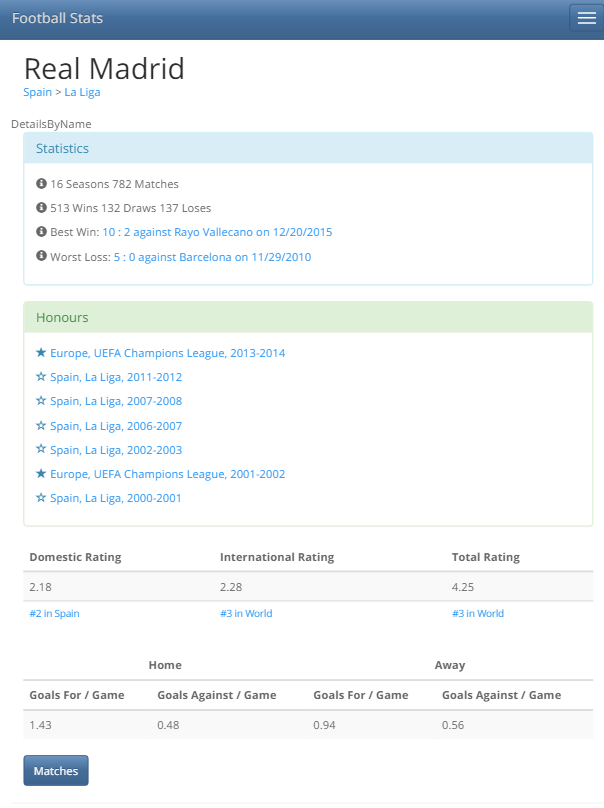 Football Stats
Real Madrid
Spain > La Liga
DetailsByName
Statistics
16 Seasons 782 Matches
513 Wins 132 Draws 137 Loses
Best Win: 10 : 2 against Rayo Vallecano on 12/20/2015
Worst Loss: 5 : 0 against Barcelona on 11/29/2010
Honours
Europe, UEFA Champions League, 2013-2014
Spain, La Liga, 2011-2012
Spain, La Liga, 2007-2008
Spain, La Liga, 2006-2007
Spain, La Liga, 2002-2003
Europe, UEFA Champions League, 2001-2002
Spain, La Liga, 2000-2001
Domestic Rating International Rating Total Rating
2.18 2.28 4.25
#2 in Spain #3 in World #3 in World
Home Away
Goals For / Game Goals Against / Game Goals For / Game Goals Against / Game
1.43 0.48 0.94 0.56
Matches